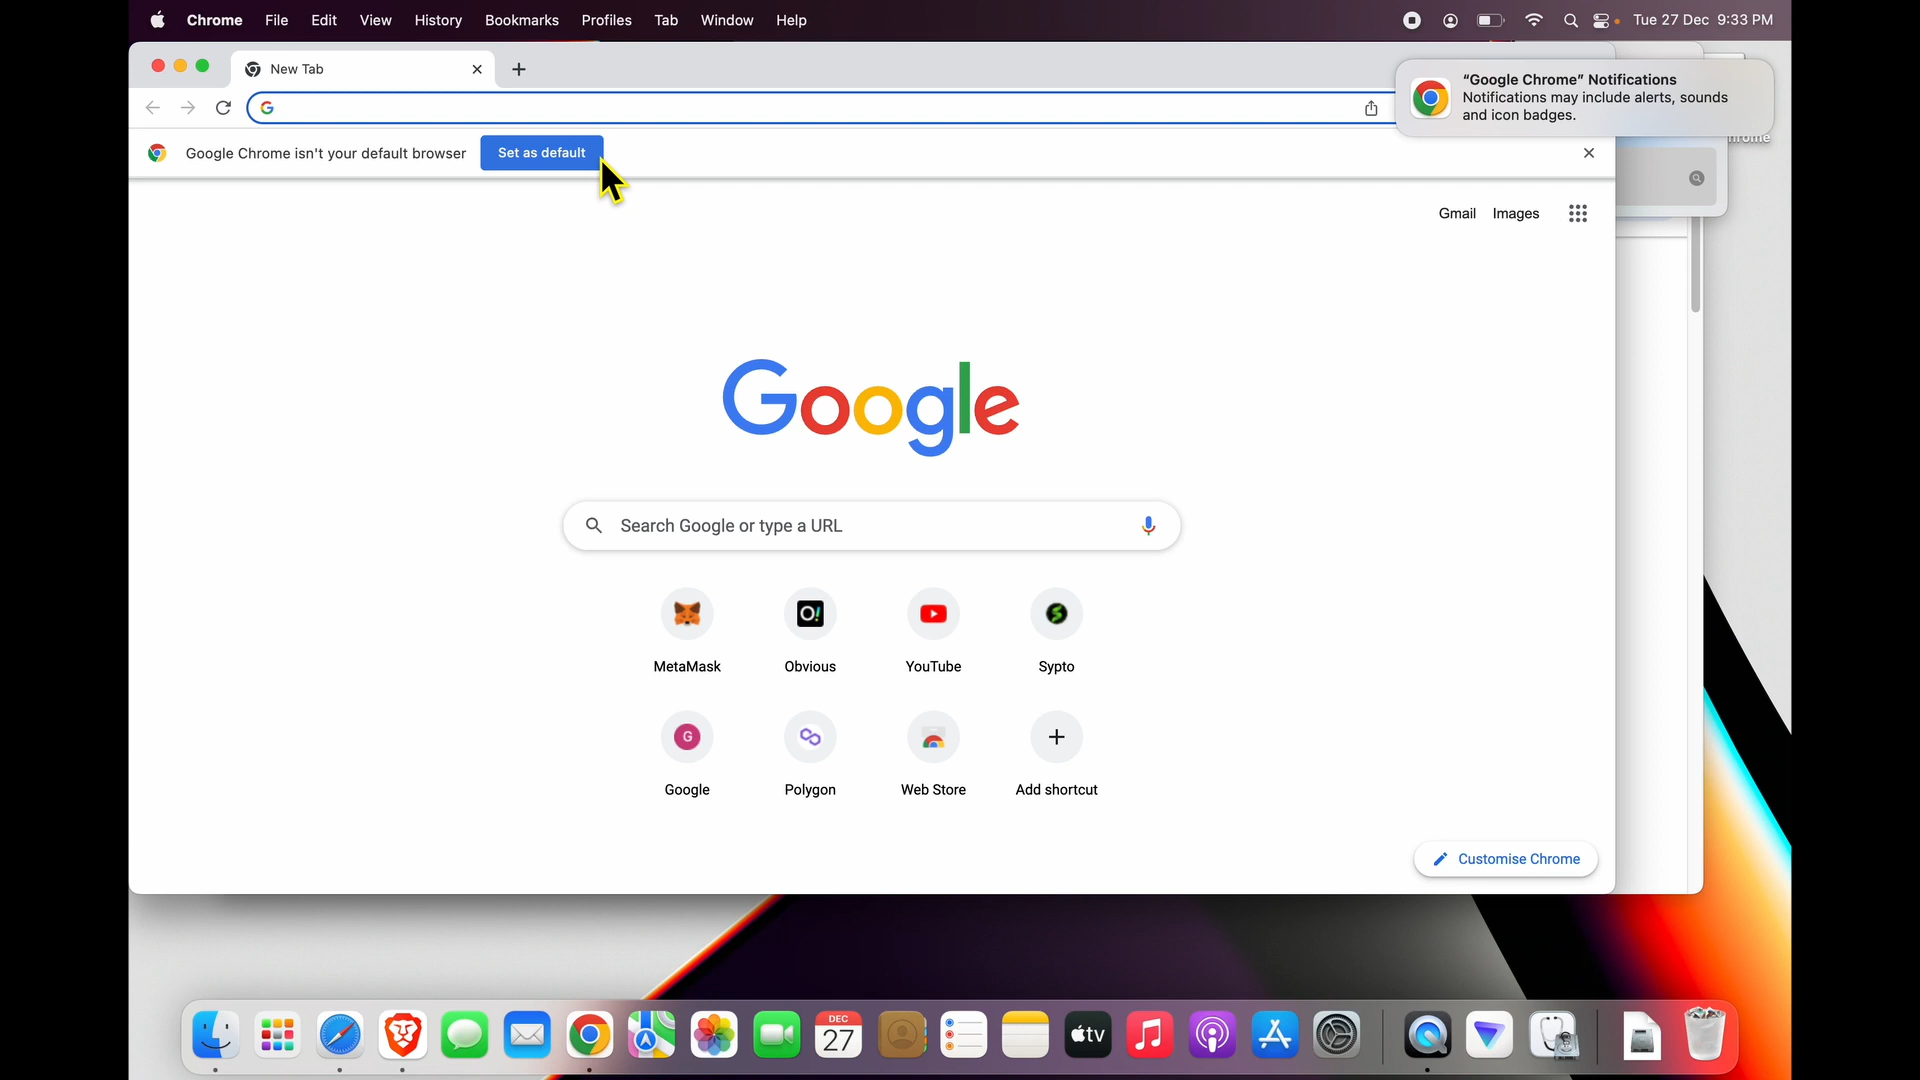 Chrome File Edit View History Bookmarks Profiles Tab Window Help Tue 27 Dec 9:33 PM
New Tab
“Google Chrome” Notifications
Notifications may include alerts, sounds
and icon badges.
Google Chrome isn't your default browser Set as default
Gmail Images
Google
Search Google or type a URL
O!
MetaMask Obvious YouTube Sypto
G
Google Polygon Web Store Add shortcut
Customise Chrome
DEC
27
tv